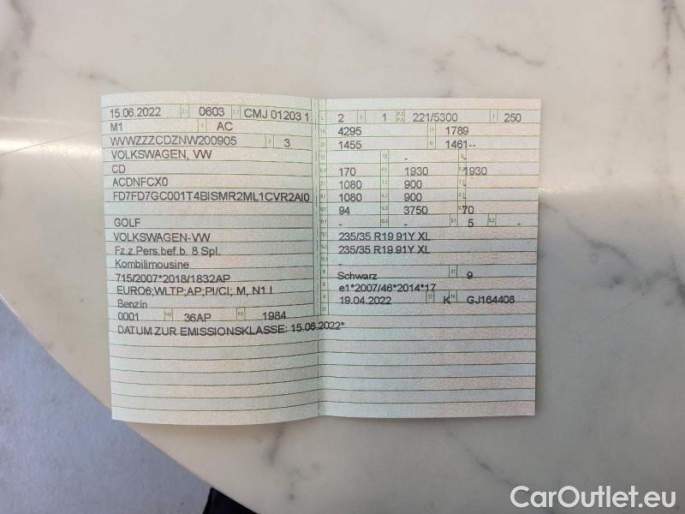 15.06.2022 0603 CMJ 01203 1
M1 AC
WVWZZZCDZNW200905 3
VOLKSWAGEN, VW
CD
ACDNFCX0
FD7FD7GC001T4BISMR2ML1CVR2AI0
GOLF
VOLKSWAGEN-VW
Fz.z.Pers.bef.b. 8 Spl.
Kombilimousine
715/2007*2018/1832AP
EURO6;WLTP;AP;PI/CI; M, N1 I
Benzin
0001 36AP 1984
DATUM ZUR EMISSIONSKLASSE: 15.06.2022*
2 1 221/5300 250
4295 1789
1455 1461--
- -
170 1930 1930
1080 900 -
1080 900 -
94 3750 70
- - 5 -
235/35 R19 91Y XL
235/35 R19 91Y XL
-
Schwarz 9
e1*2007/46*2014*17
19.04.2022 K GJ164408
CarOutlet.eu